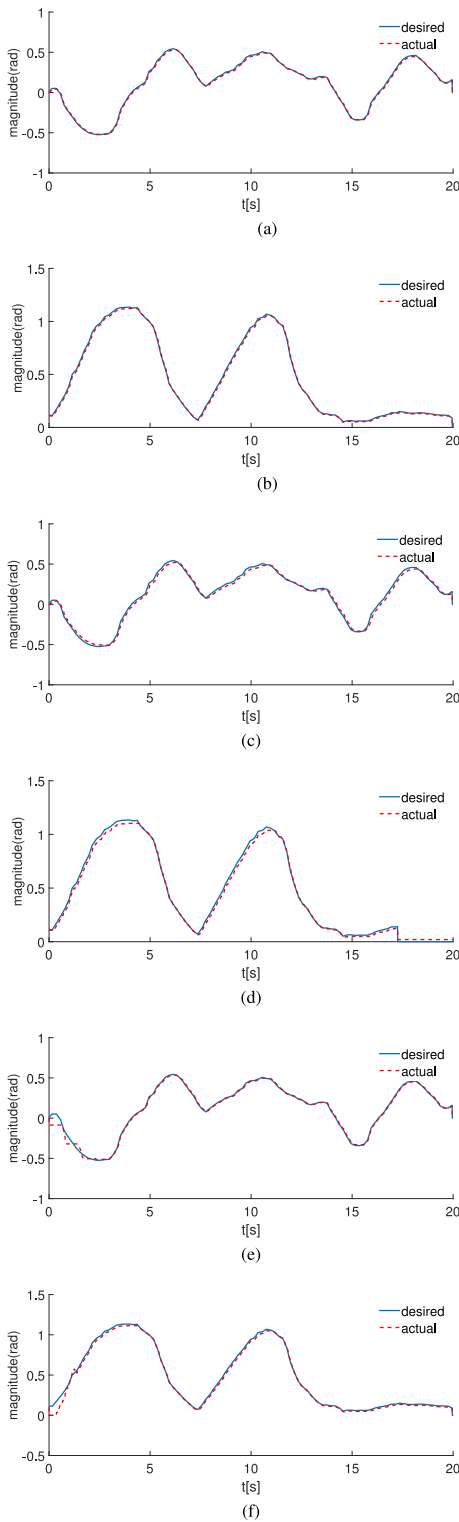 1
desired
actual
0.5
magnitude(rad)
0
-0.5
-1
0 5 10 15 20
t[s]
(a)
1.5
desired
actual
1
magnitude(rad)
0.5
0
0 5 10 15 20
t[s]
(b)
1
desired
actual
0.5
magnitude(rad)
0
-0.5
-1
0 5 10 15 20
t[s]
(c)
1.5
desired
actual
1
magnitude(rad)
0.5
0
0 5 10 15 20
t[s]
(d)
1
desired
actual
0.5
magnitude(rad)
0
-0.5
-1
0 5 10 15 20
t[s]
(e)
1.5
desired
actual
1
magnitude(rad)
0.5
0
-0.5
0 5 10 15 20
t[s]
(f)